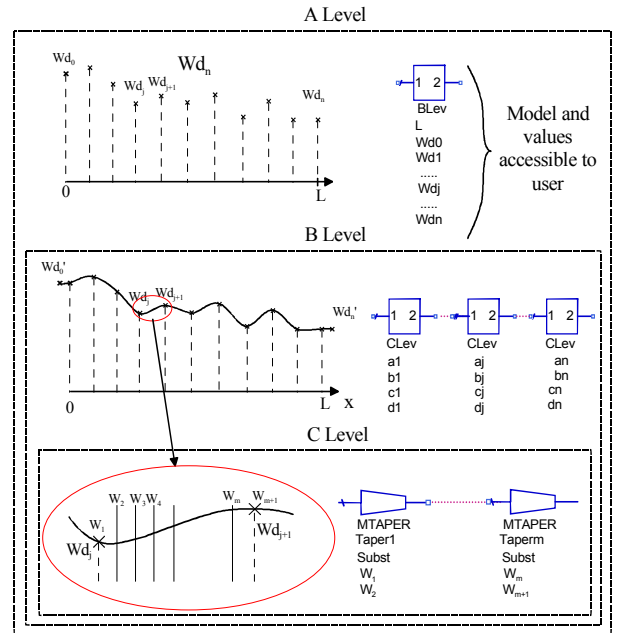 A Level
Wd0
Wdn
Wdj
Wdj+1
Wdn
0
L
1 2
BLev
L
Wd0
Wd1
.....
Wdj
.....
Wdn
Model and
values
accessible to
user
B Level
Wd0'
Wdj
Wdj+1
Wdn'
0
L
x
1 2
CLev
a1
b1
c1
d1
1 2
CLev
aj
bj
cj
dj
1 2
CLev
an
bn
cn
dn
C Level
W1
W2
W3
W4
Wm
Wm+1
Wdj
Wdj+1
MTAPER
Taper1
Subst
W1
W2
MTAPER
Taperm
Subst
Wm
Wm+1